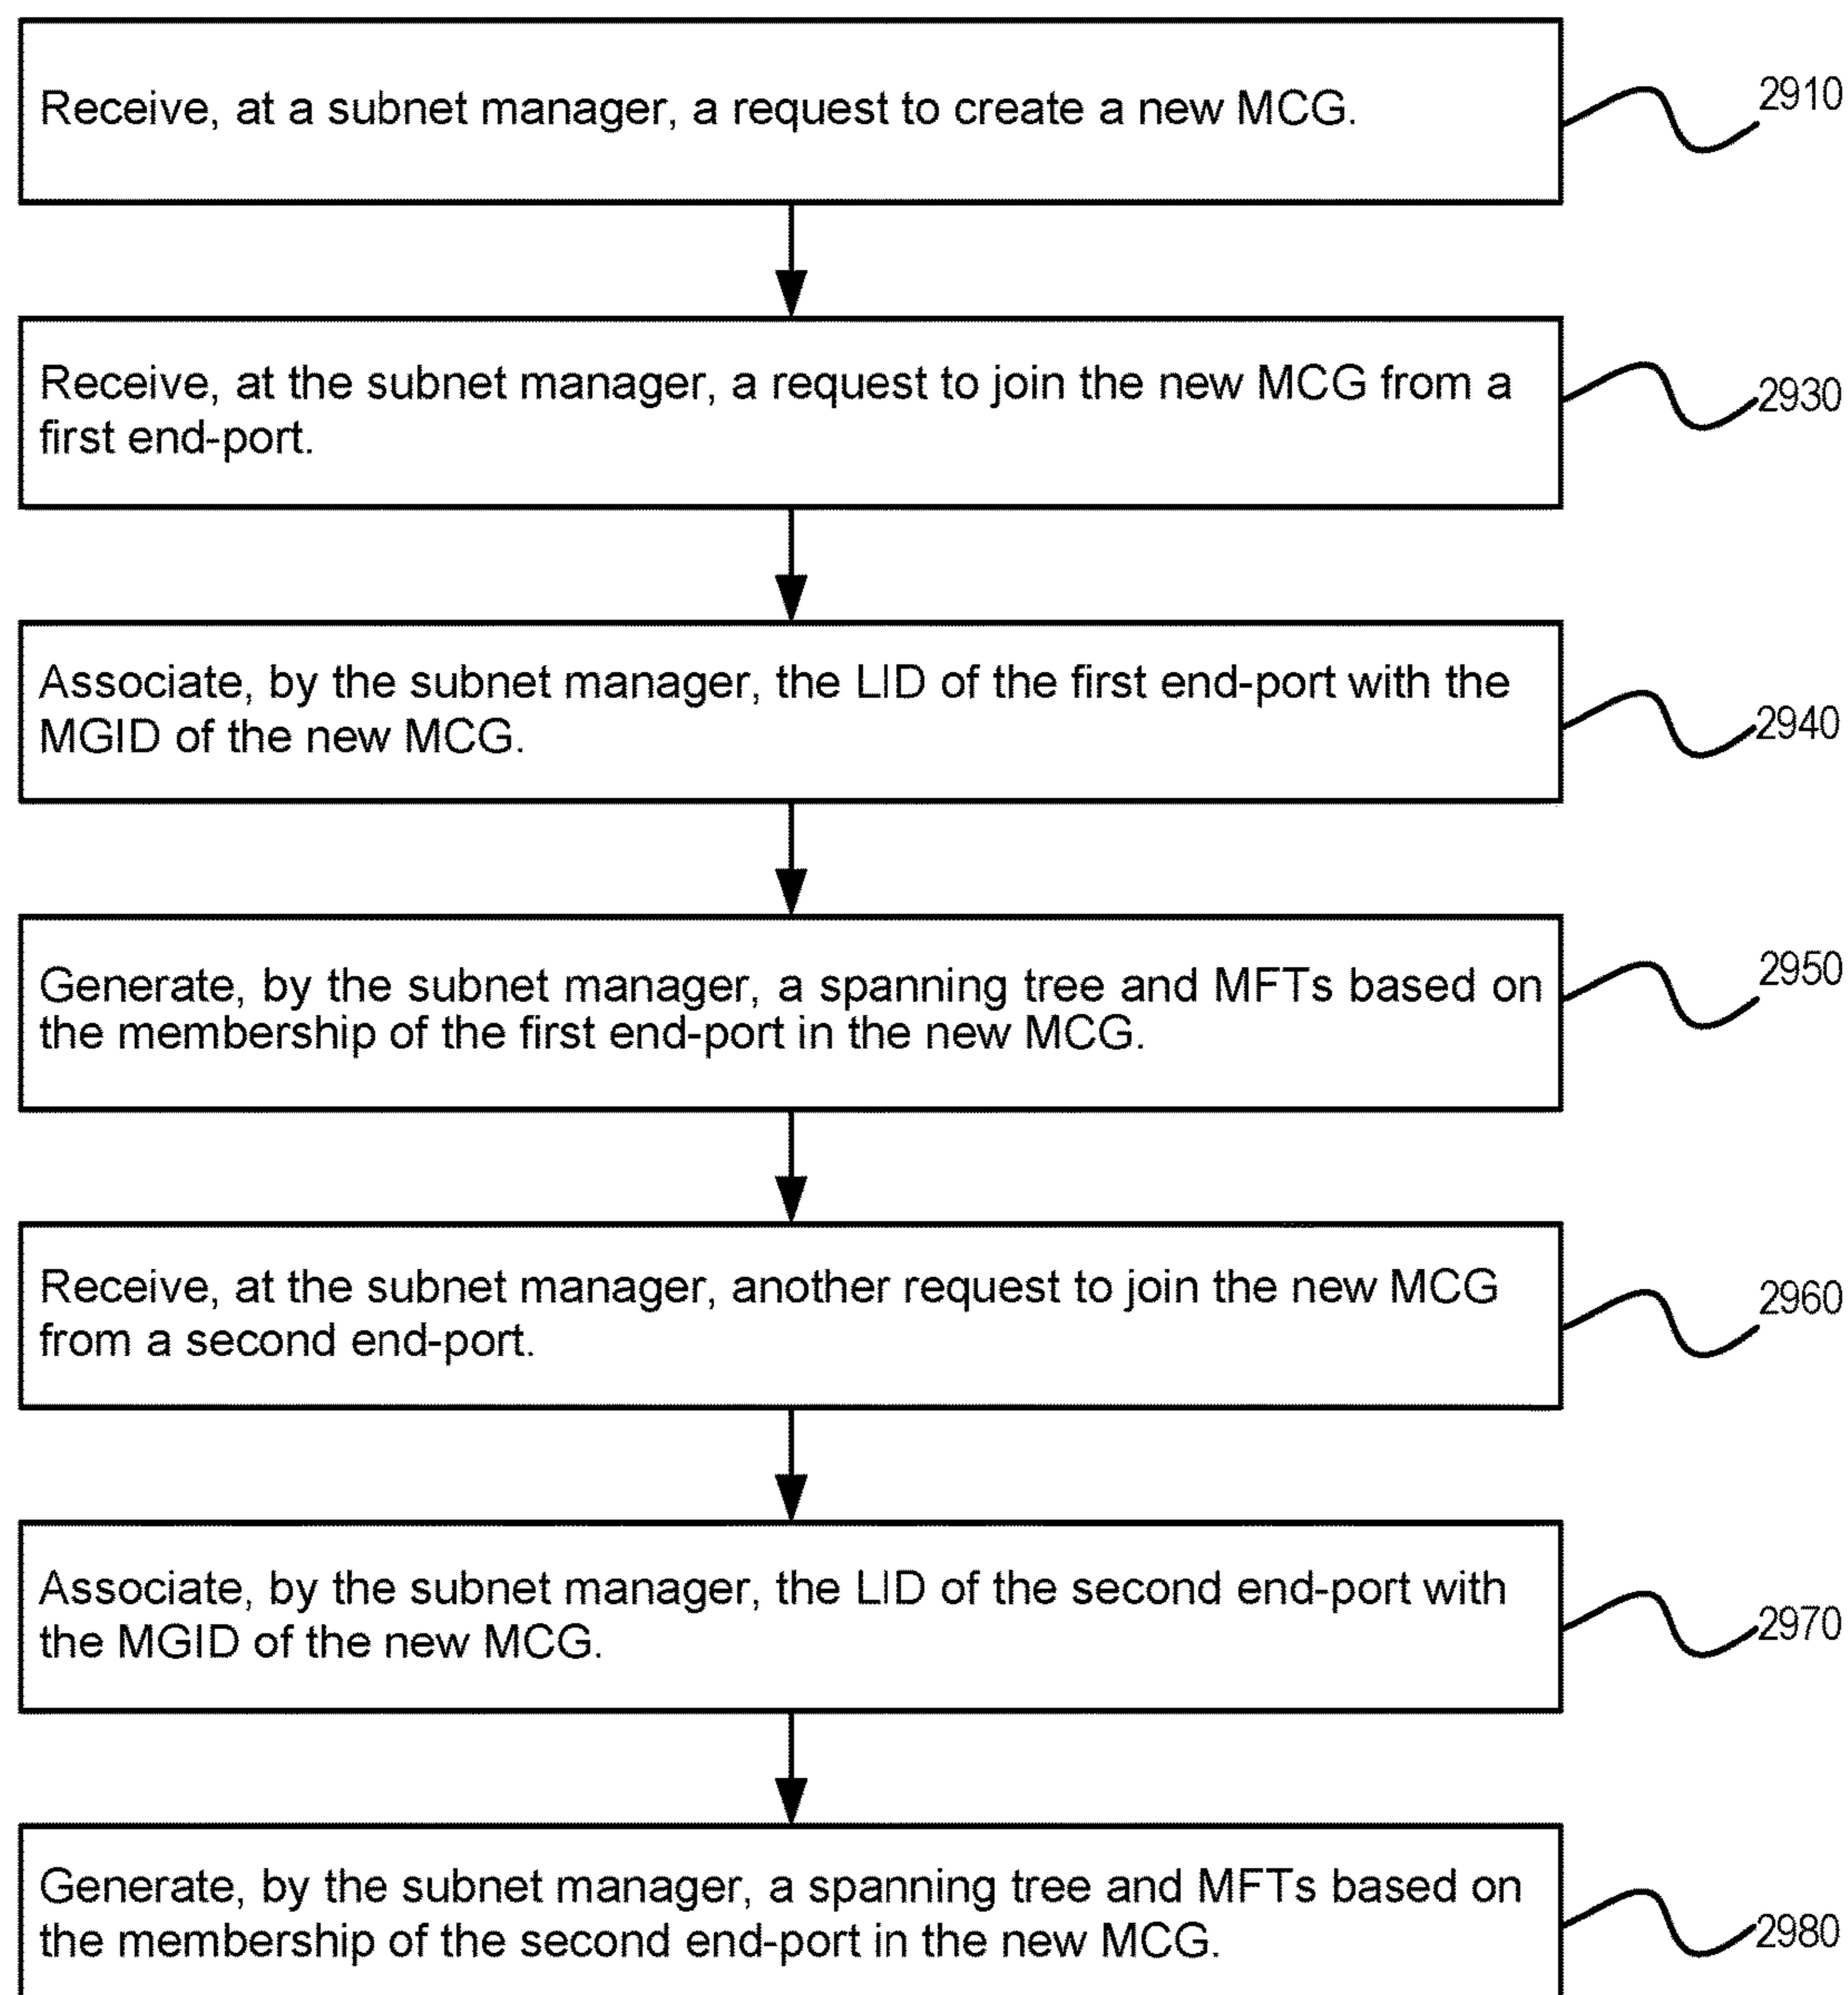 Receive, at a subnet manager, a request to create a new MCG.
2910
Receive, at the subnet manager, a request to join the new MCG from a
first end-port.
2930
Associate, by the subnet manager, the LID of the first end-port with the
MGID of the new MCG.
2940
Generate, by the subnet manager, a spanning tree and MFTs based on
the membership of the first end-port in the new MCG.
2950
Receive, at the subnet manager, another request to join the new MCG
from a second end-port.
2960
Associate, by the subnet manager, the LID of the second end-port with
the MGID of the new MCG.
2970
Generate, by the subnet manager, a spanning tree and MFTs based on
the membership of the second end-port in the new MCG.
2980